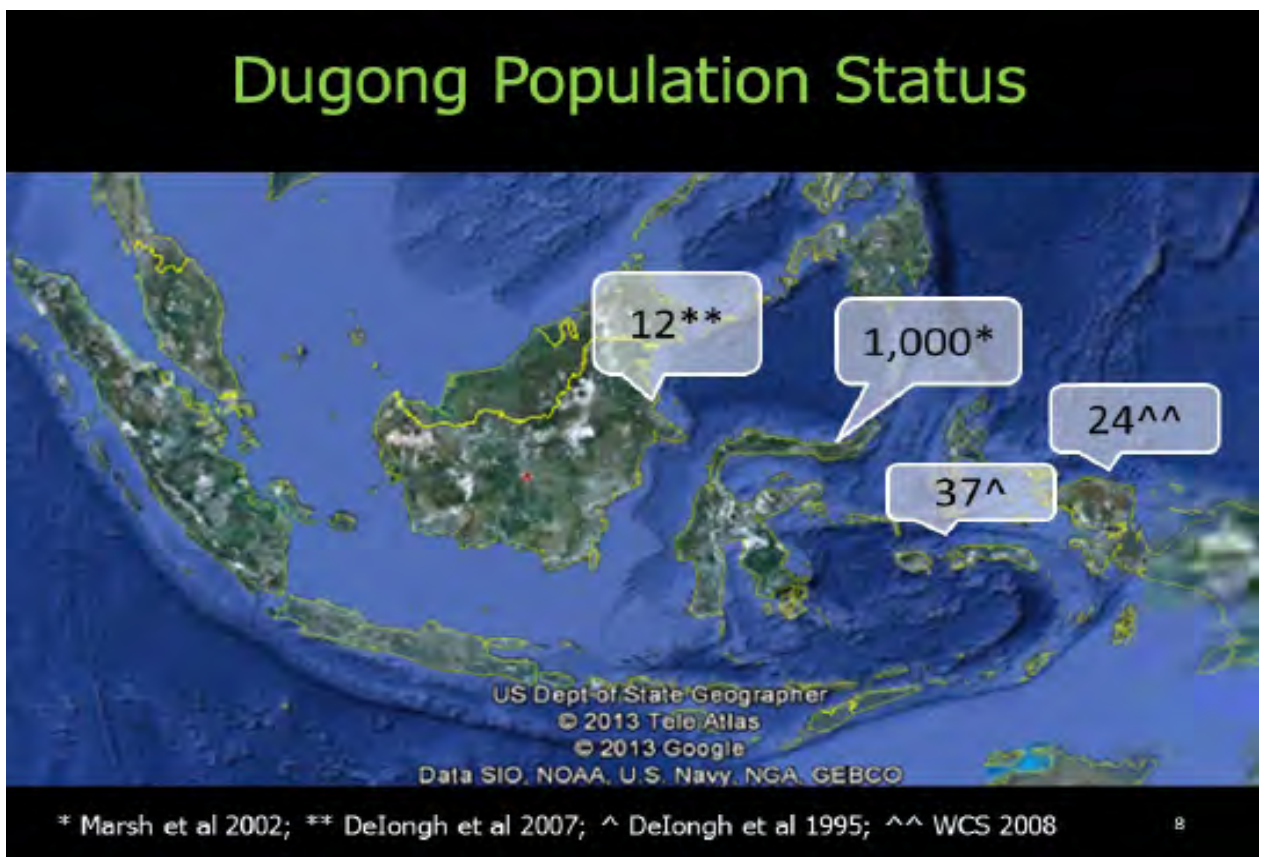 Dugong Population Status
12**
1,000*
24^^
37^
US Dept of State Geographer
© 2013 Tele Atlas
© 2013 Google
Data SIO, NOAA, U.S. Navy, NGA, GEBCO
* Marsh et al 2002; ** DeIongh et al 2007; ^ DeIongh et al 1995; ^^ WCS 2008
8